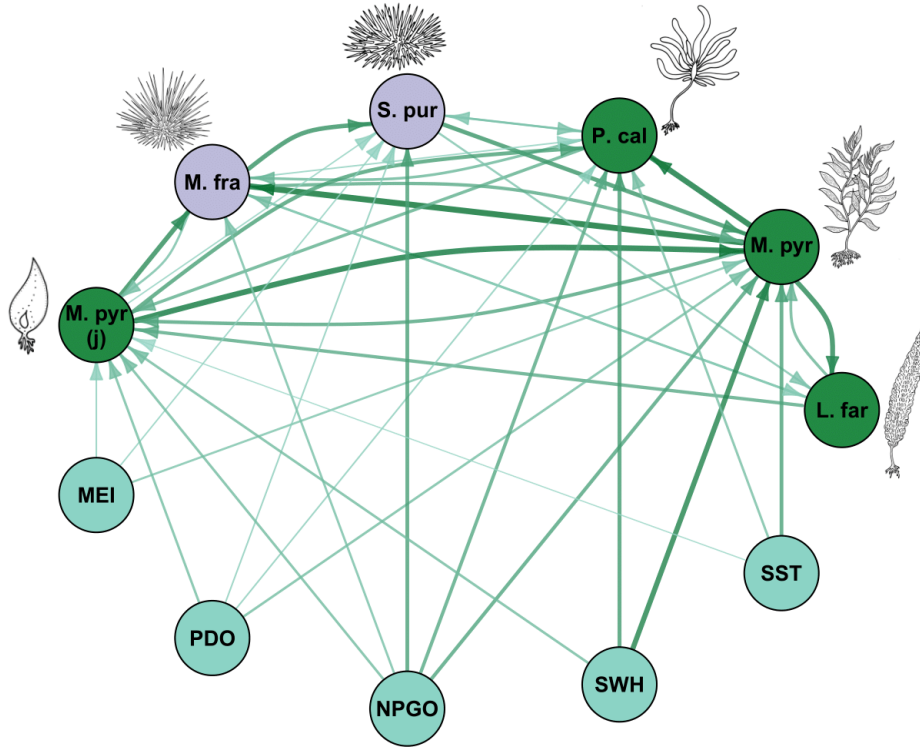 S. pur
P. cal
M. fra
M. pyr
M. pyr
(j)
L. far
MEI
SST
PDO
SWH
NPGO